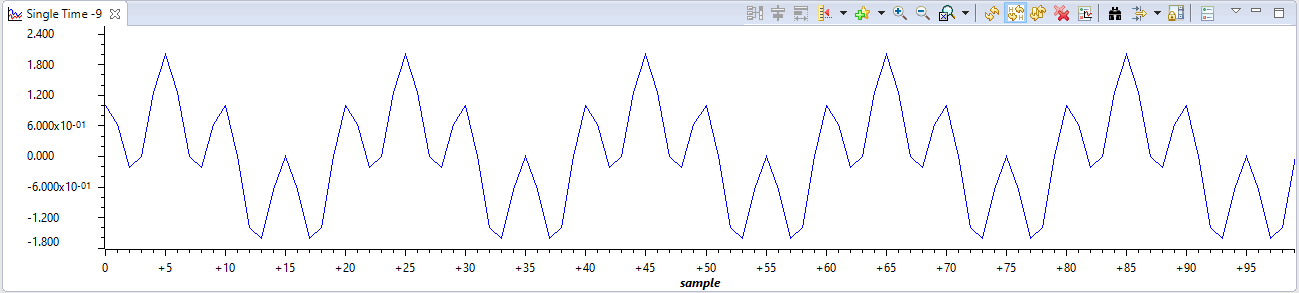 Single Time -9
2.400
1.800
1.200
6.000x10-01
0.000
-6.000x10-01
-1.200
-1.800
0 +5 +10 +15 +20 +25 +30 +35 +40 +45 +50 +55 +60 +65 +70 +75 +80 +85 +90 +95
sample